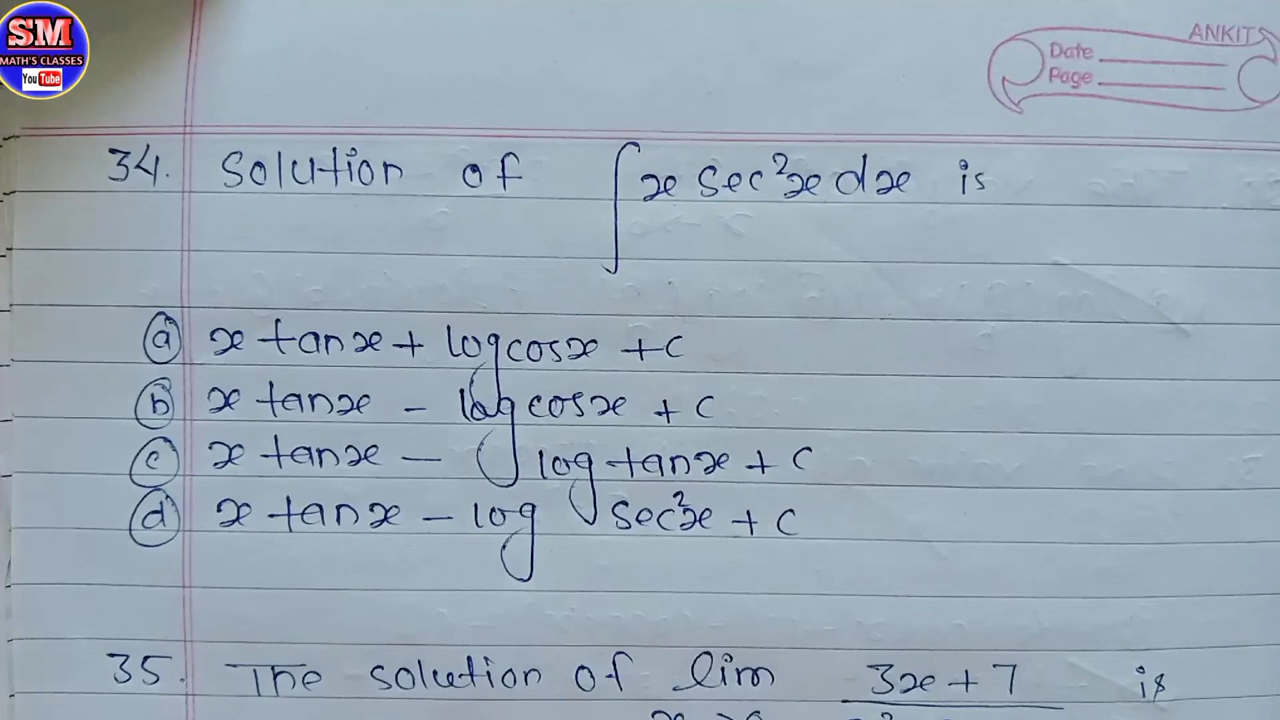 SM
MATH'S CLASSES
YouTube
ANKITS
Date
Page
34. Solution of ∫x sec²x dx is
(a) x tanx + log cosx + c
(b) x tanx - log cosx + c
(c) x tanx - log tanx + c
(d) x tanx - log sec²x + c
35. The solution of lim 3x + 7 is